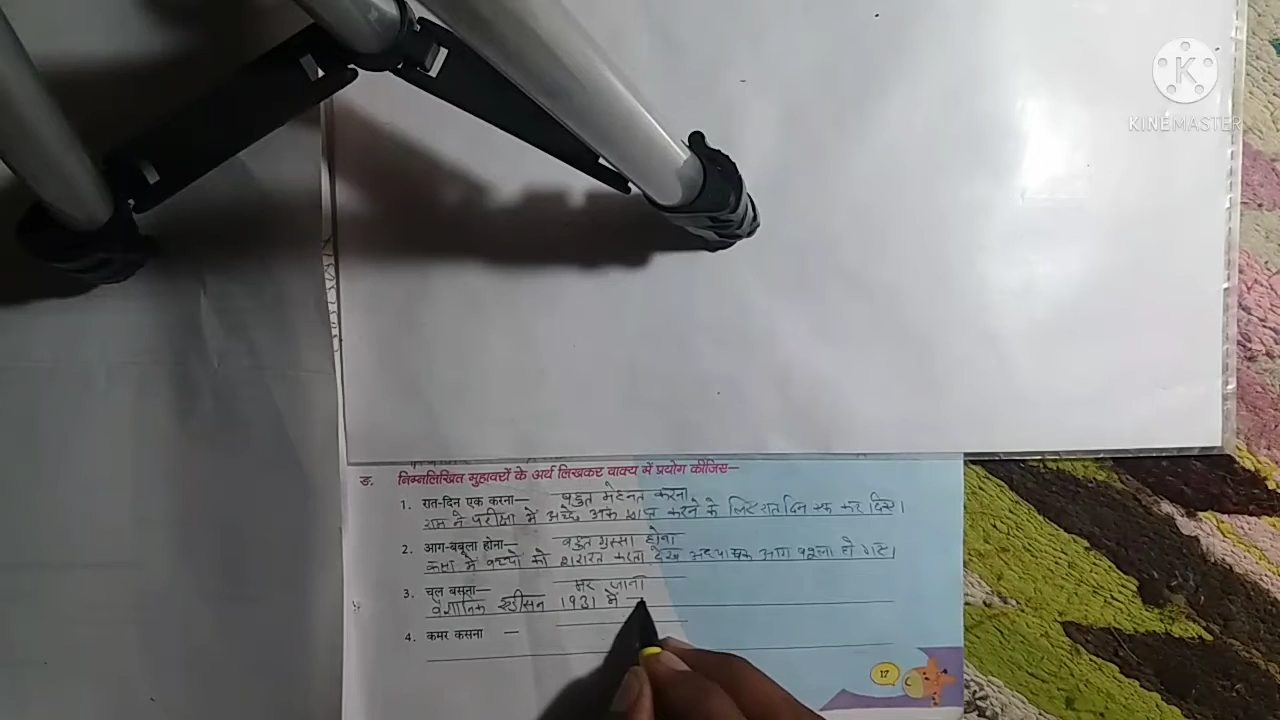 KINEMASTER
ङ. निम्नलिखित मुहावरों के अर्थ लिखकर वाक्य में प्रयोग कीजिए—
1. रात-दिन एक करना— बहुत मेहनत करना
राम ने परीक्षा में अच्छे अंक प्राप्त करने के लिए रात दिन एक कर दिए।
2. आग-बबूला होना— बहुत गुस्सा होना
कक्षा में बच्चो को शरारत करता देख अध्यापक आग बबूला हो गए।
3. चल बसना— मर जाना
वैज्ञानिक एडीसन 1931 में
4. कमर कसना —
17